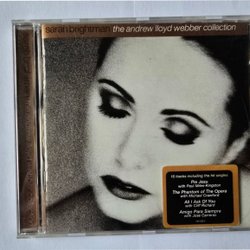 sarah brightman the andrew lloyd webber collection
16 tracks including the hit singles
Pie Jesu
with Paul Miles-Kingston
The Phantom of the Opera
with Michael Crawford
All I Ask Of You
with Cliff Richard
Amigos Para Siempre
with José Carreras